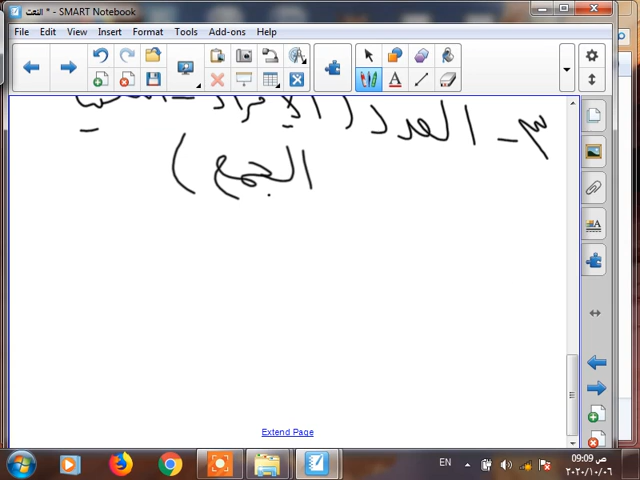 النعت * - SMART Notebook
File Edit View Insert Format Tools Add-ons Help
٣ - العدد ( الإفراد -
الجمع )
Extend Page
EN
09:09 ص
٢٠٢٠/١٠/٠٦